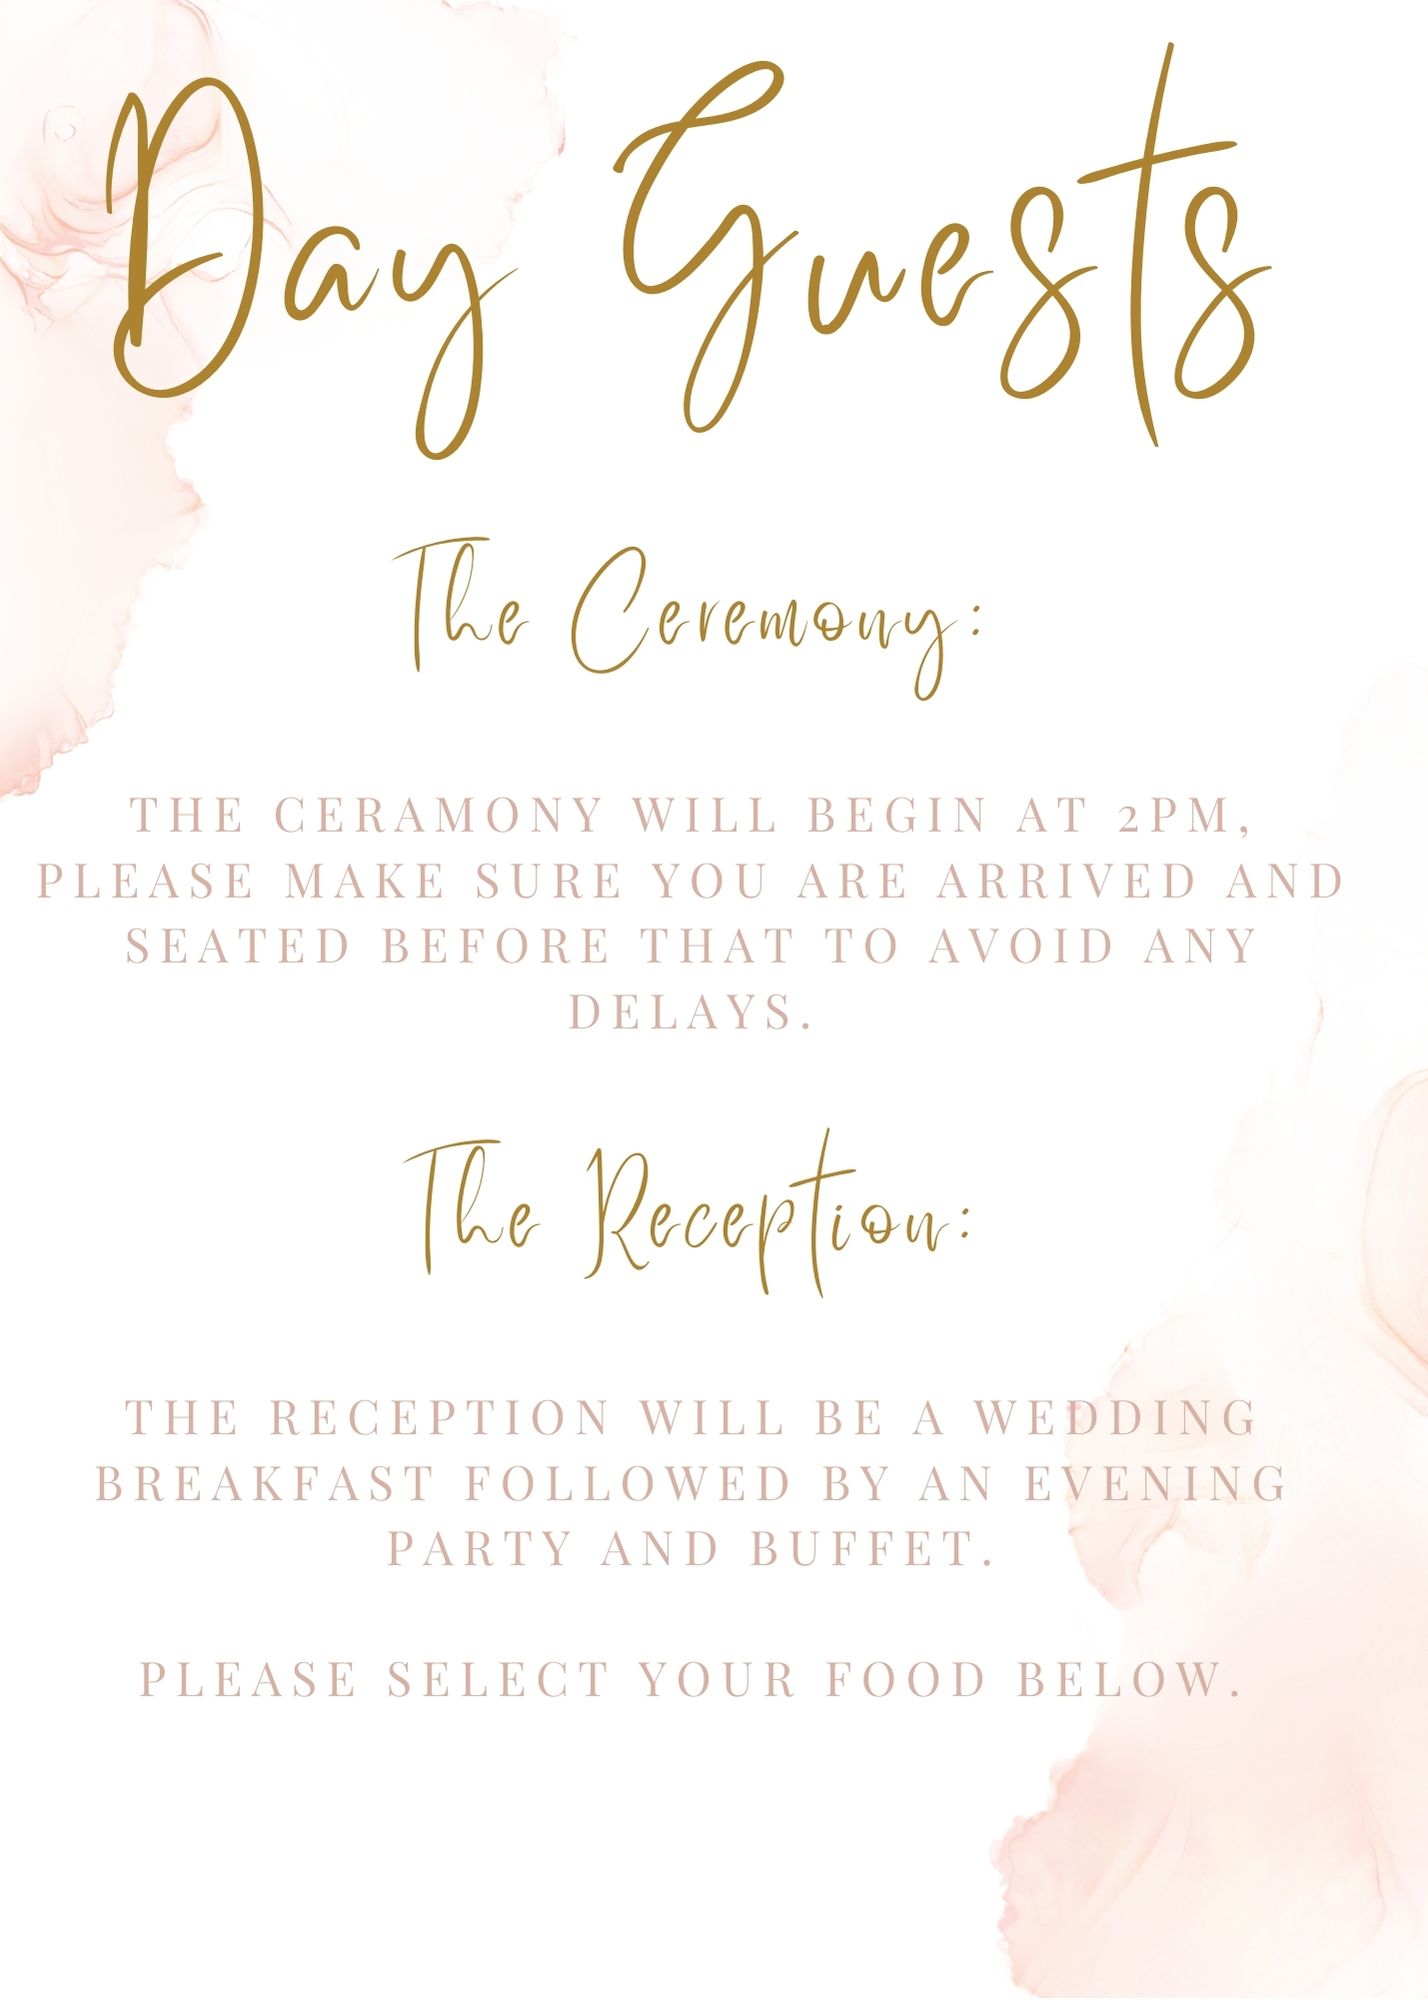 Day Guests
The Ceremony:
THE CERAMONY WILL BEGIN AT 2PM,
PLEASE MAKE SURE YOU ARE ARRIVED AND
SEATED BEFORE THAT TO AVOID ANY
DELAYS.
The Reception:
THE RECEPTION WILL BE A WEDDING
BREAKFAST FOLLOWED BY AN EVENING
PARTY AND BUFFET.
PLEASE SELECT YOUR FOOD BELOW.